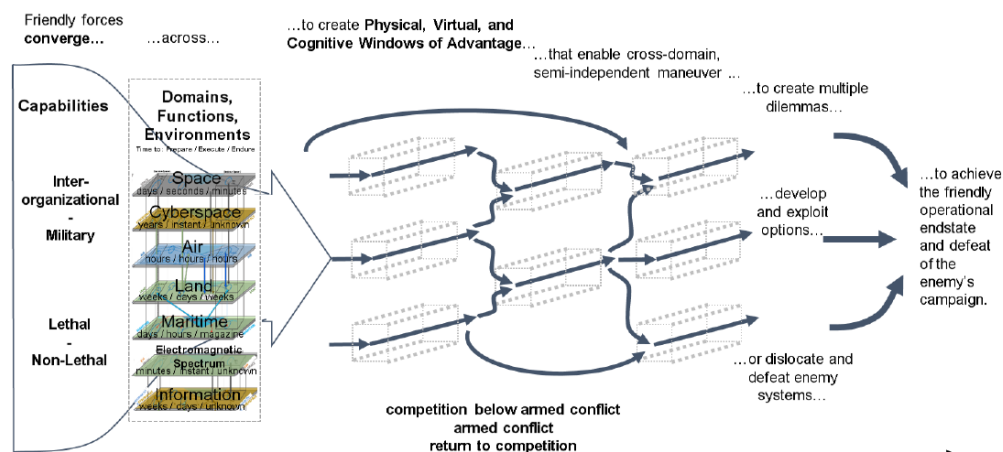 Friendly forces
converge…
…across…
…to create Physical, Virtual, and
Cognitive Windows of Advantage…
…that enable cross-domain,
semi-independent maneuver …
…to create multiple
dilemmas…
Capabilities
Inter-
organizational
-
Military
Lethal
-
Non-Lethal
Domains,
Functions,
Environments
Time to: Prepare / Execute / Endure
Space
days / seconds / minutes
Cyberspace
years / instant / unknown
Air
hours / hours / hours
Land
weeks / days / weeks
Maritime
days / hours / magazine
Electromagnetic
Spectrum
minutes / instant / unknown
Information
weeks / days / unknown
…develop
and exploit
options…
…or dislocate and
defeat enemy
systems…
…to achieve
the friendly
operational
endstate
and defeat
of the
enemy's
campaign.
competition below armed conflict
armed conflict
return to competition